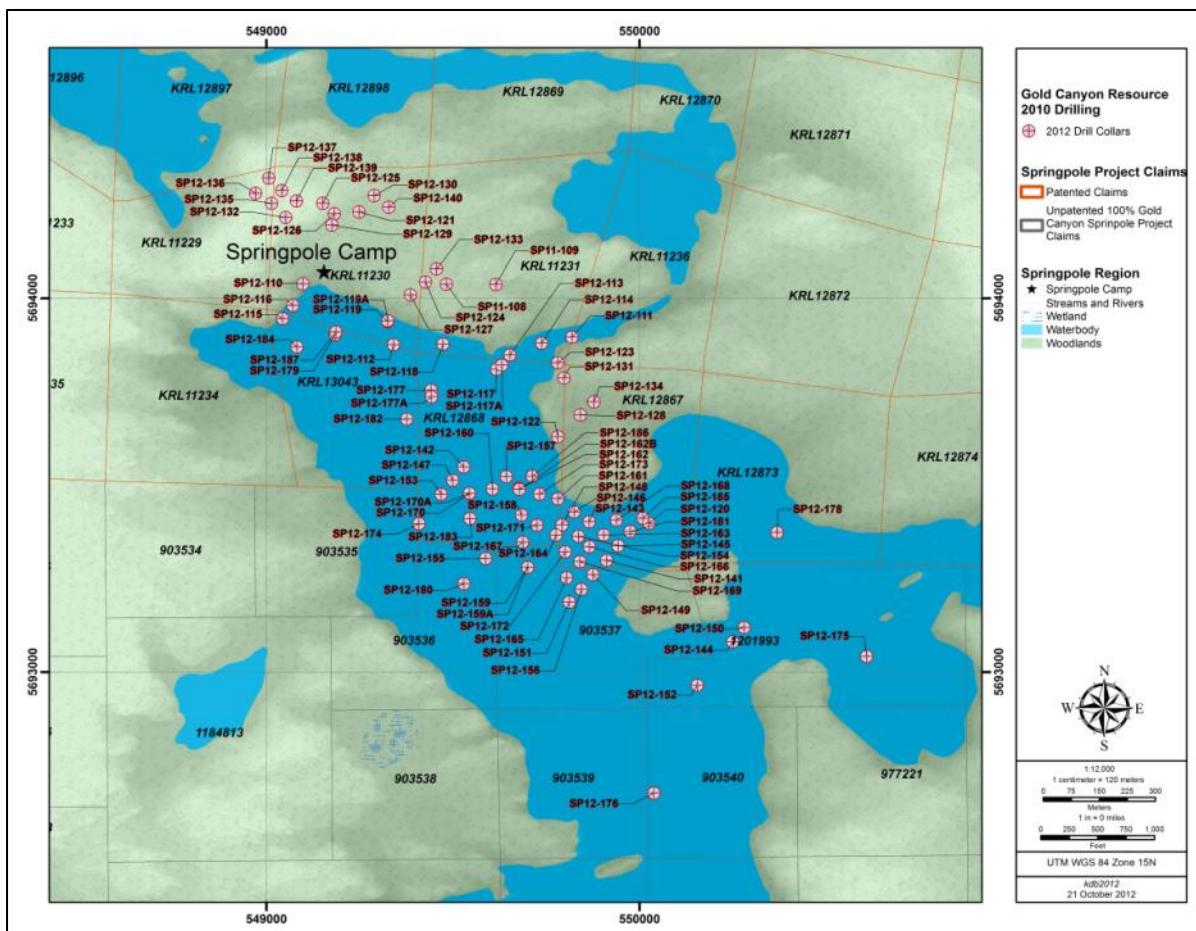 549000
550000
12896
KRL12897
KRL12898
KRL12869
KRL12870
KRL12871
SP12-137
SP12-138
SP12-139
SP12-125
SP12-136
SP12-130
SP12-135
SP12-140
SP12-132
SP12-121
SP12-126
SP12-129
1233
KRL11229
SP12-133
SP11-109
KRL11236
Springpole Camp
KRL11230
KRL11231
SP12-110
SP12-113
KRL12872
SP12-116
SP12-119A
SP11-108
SP12-114
5694000
5694000
SP12-115
SP12-119
SP12-124
SP12-111
SP12-127
SP12-184
SP12-123
SP12-187
SP12-112
SP12-131
SP12-179
SP12-118
35
KRL11234
KRL13043
SP12-177
SP12-117
SP12-134
SP12-177A
SP12-117A
KRL12867
SP12-182
KRL12868
SP12-128
SP12-122
SP12-160
SP12-186
SP12-157
SP12-162B
SP12-142
SP12-162
KRL12874
SP12-147
SP12-173
KRL12873
SP12-153
SP12-161
SP12-168
SP12-170A
SP12-158
SP12-148
SP12-185
SP12-170
SP12-146
SP12-120
SP12-178
SP12-174
SP12-171
SP12-143
SP12-181
SP12-183
SP12-163
903534
903535
SP12-167
SP12-164
SP12-145
SP12-155
SP12-154
SP12-166
SP12-180
SP12-141
SP12-159
SP12-169
SP12-159A
SP12-149
SP12-172
903536
SP12-165
903537
SP12-150
SP12-175
SP12-151
SP12-144
1201993
SP12-156
5693000
5693000
SP12-152
1184813
903538
903539
903540
977221
SP12-176
549000
550000
Gold Canyon Resource
2010 Drilling
2012 Drill Collars
Springpole Project Claims
Patented Claims
Unpatented 100% Gold
Canyon Sprinpole Project
Claims
Springpole Region
Springpole Camp
Streams and Rivers
Wetland
Waterbody
Woodlands
N
W E
S
1:12,000
1 centimeter = 120 meters
0 75 150 225 300
Meters
1 in = 0 miles
0 250 500 750 1,000
Feet
UTM WGS 84 Zone 15N
kdb2012
21 October 2012